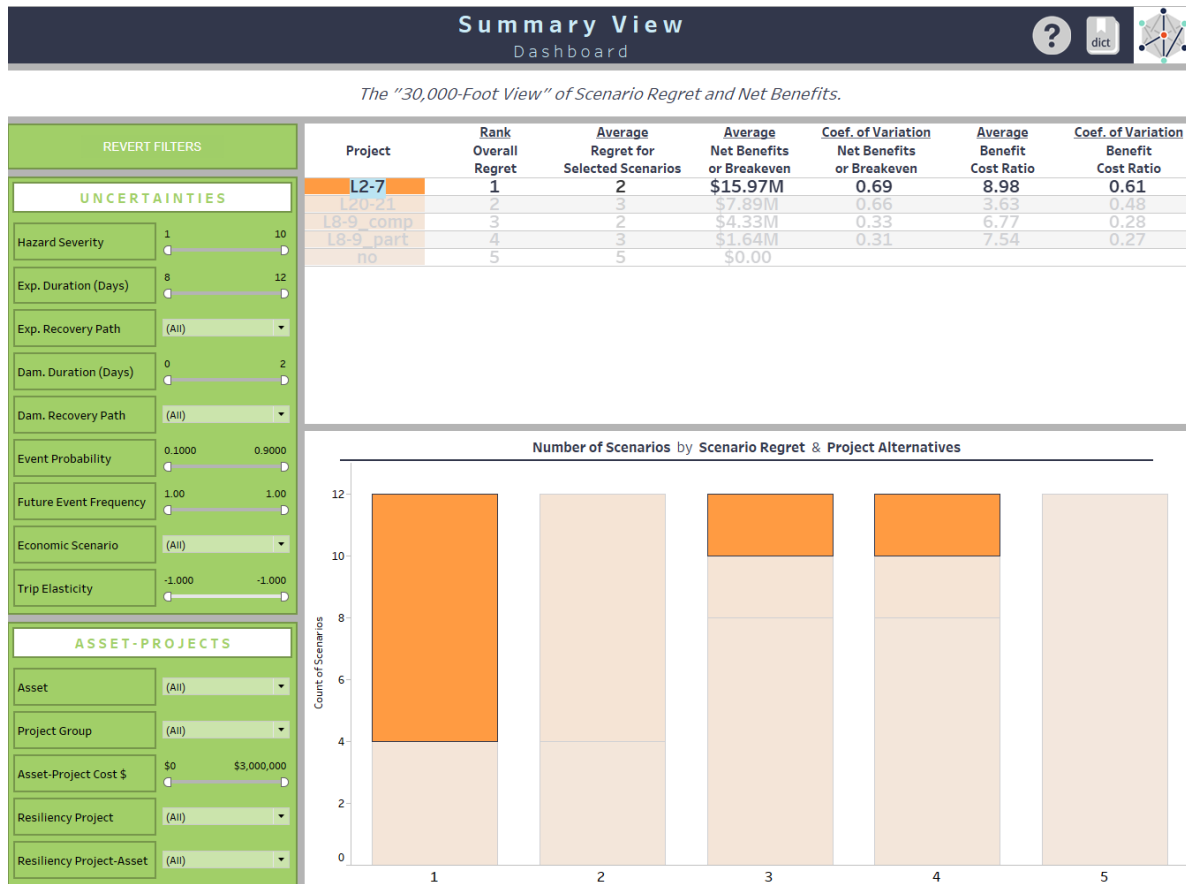 Summary View
Dashboard
?
dict
The "30,000-Foot View" of Scenario Regret and Net Benefits.
REVERT FILTERS
UNCERTAINTIES
Hazard Severity 1 10
Exp. Duration (Days) 8 12
Exp. Recovery Path (All)
Dam. Duration (Days) 0 2
Dam. Recovery Path (All)
Event Probability 0.1000 0.9000
Future Event Frequency 1.00 1.00
Economic Scenario (All)
Trip Elasticity -1.000 -1.000
ASSET-PROJECTS
Asset (All)
Project Group (All)
Asset-Project Cost $ $0 $3,000,000
Resiliency Project (All)
Resiliency Project-Asset (All)
Rank Average Average Coef. of Variation Average Coef. of Variation
Project Overall Regret for Net Benefits Net Benefits Benefit Benefit
Regret Selected Scenarios or Breakeven or Breakeven Cost Ratio Cost Ratio
L2-7 1 2 $15.97M 0.69 8.98 0.61
L20-21 2 3 $7.89M 0.66 3.63 0.48
L8-9_comp 3 2 $4.33M 0.33 6.77 0.28
L8-9_part 4 3 $1.64M 0.31 7.54 0.27
no 5 5 $0.00
Number of Scenarios by Scenario Regret & Project Alternatives
Count of Scenarios
12
10
8
6
4
2
0
1 2 3 4 5